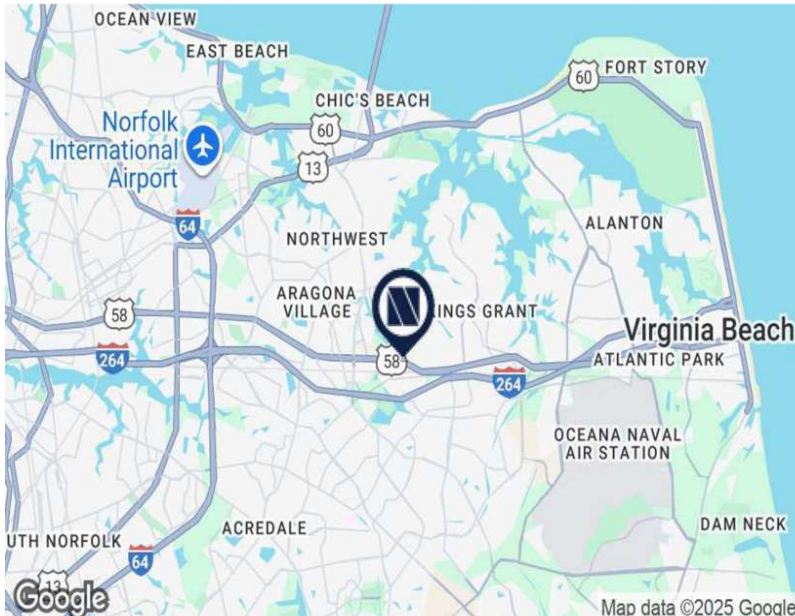 OCEAN VIEW
EAST BEACH
FORT STORY
60
CHIC'S BEACH
60
Norfolk
International
Airport
13
64
ALANTON
NORTHWEST
ARAGONA
VILLAGE
INGS GRANT
58
Virginia Beach
264
58
ATLANTIC PARK
264
OCEANA NAVAL
AIR STATION
DAM NECK
ACREDALE
UTH NORFOLK
64
13
Google
Map data ©2025 Google